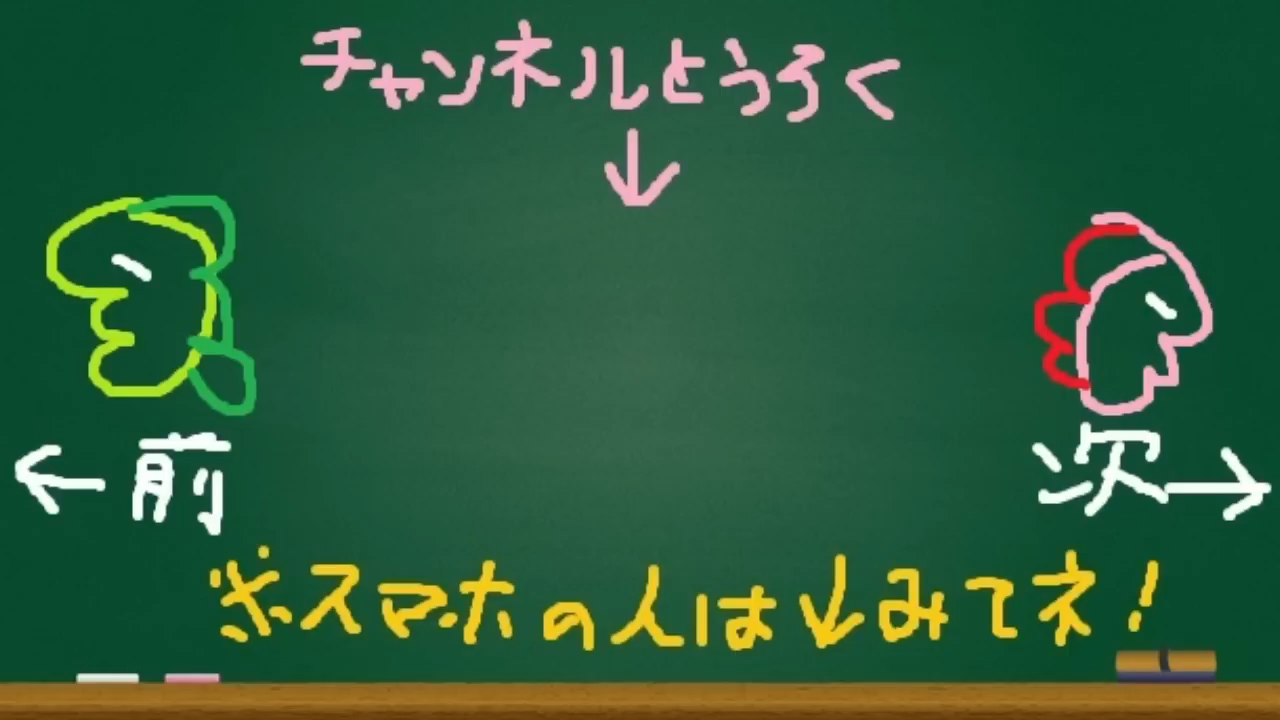 チャンネルとうろく
↓
←前
次→
※スマホの人は↓みてネ!